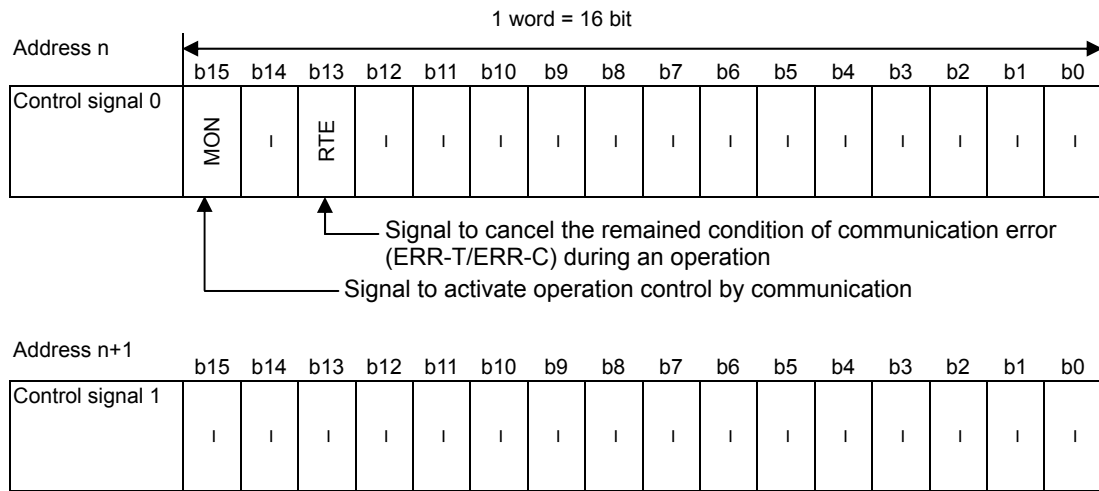 1 word = 16 bit
Address n
b15 b14 b13 b12 b11 b10 b9 b8 b7 b6 b5 b4 b3 b2 b1 b0
Control signal 0 MON － RTE － － － － － － － － － － － － －
Signal to cancel the remained condition of communication error
(ERR-T/ERR-C) during an operation
Signal to activate operation control by communication
Address n+1
b15 b14 b13 b12 b11 b10 b9 b8 b7 b6 b5 b4 b3 b2 b1 b0
Control signal 1 － － － － － － － － － － － － － － － －